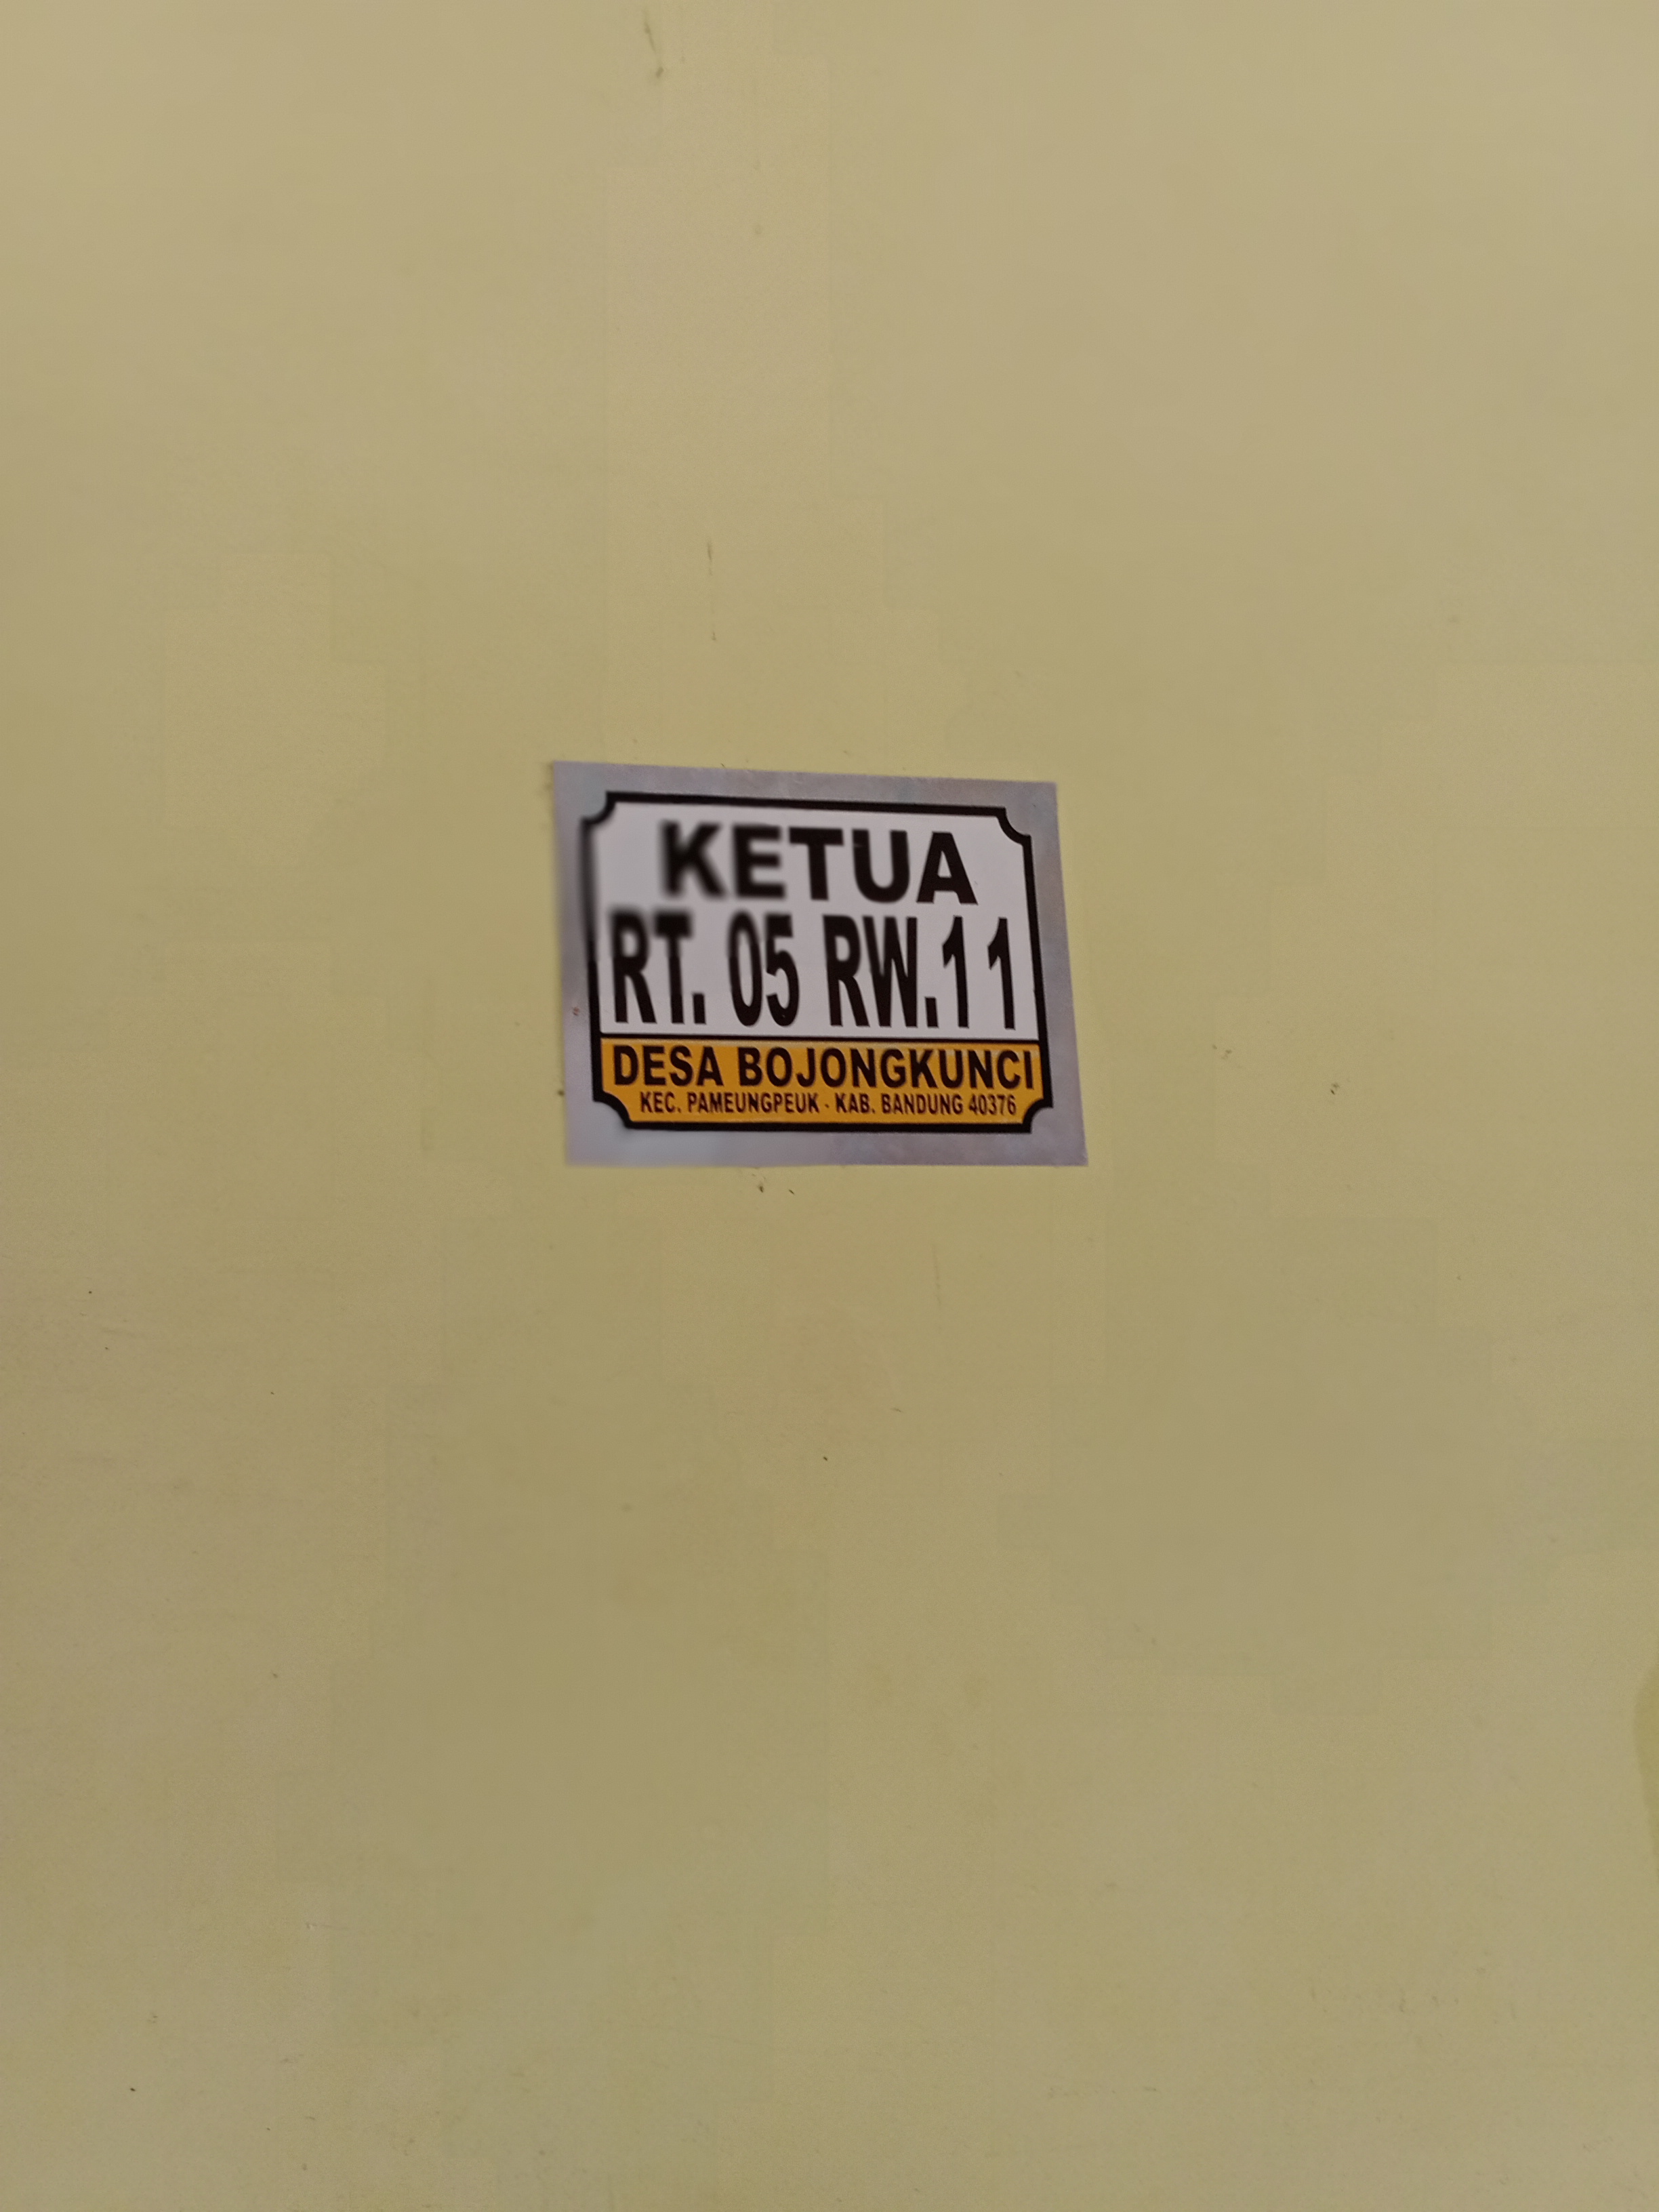 KETUA
RT. 05 RW.11
DESA BOJONGKUNCI
KEC. PAMEUNGPEUK - KAB. BANDUNG 40376